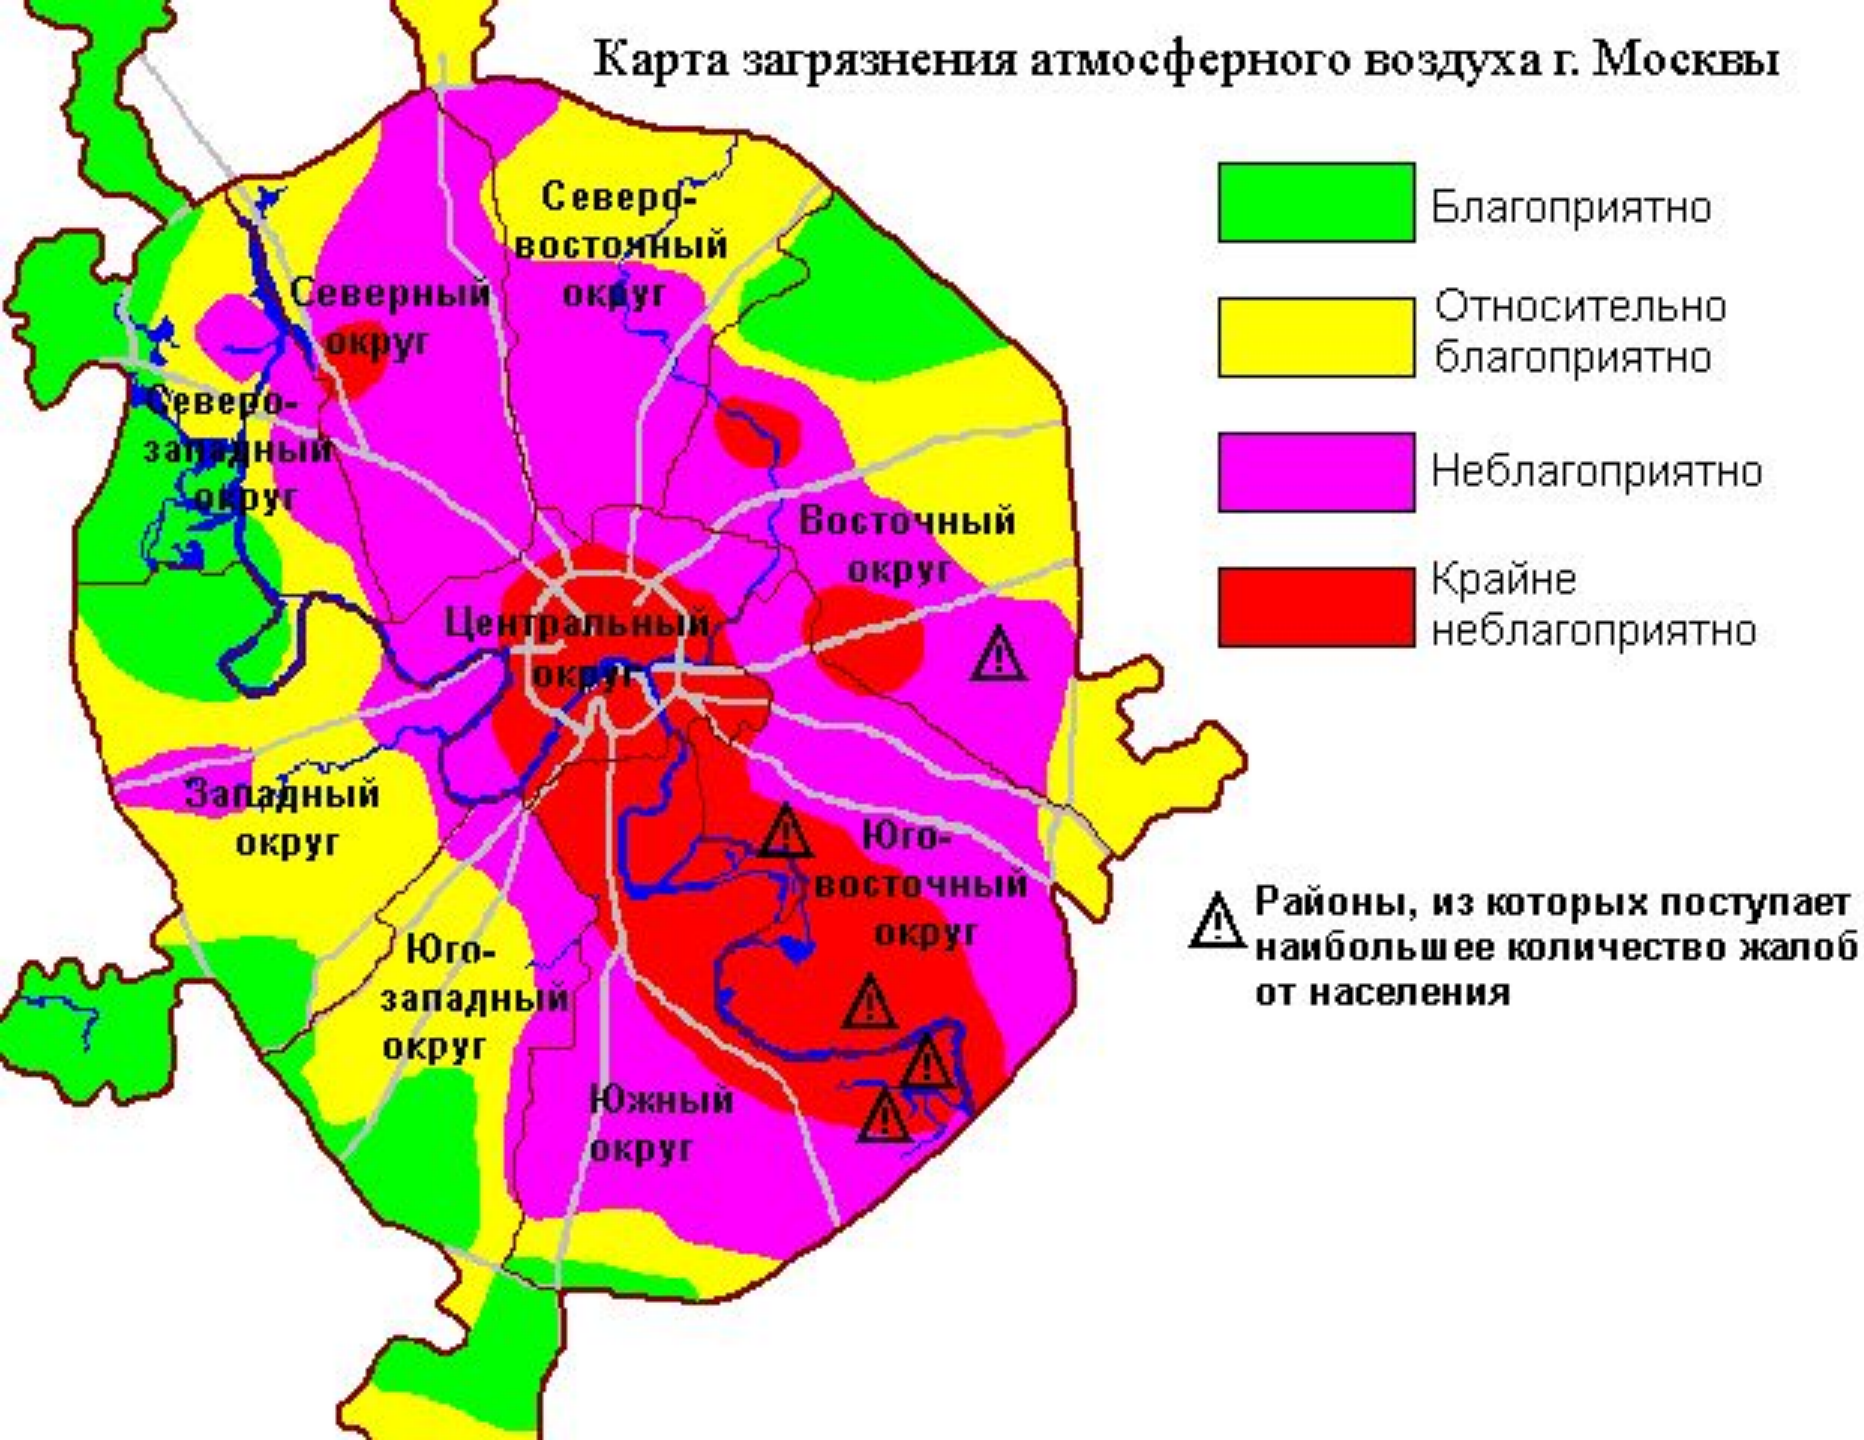 Карта загрязнения атмосферного воздуха г. Москвы
Благоприятно
Относительно
благоприятно
Неблагоприятно
Крайне
неблагоприятно
Районы, из которых поступает
наибольшее количество жалоб
от населения
Северо-
восточный
округ
Северный
округ
Северо-
западный
округ
Восточный
округ
Центральный
округ
Западный
округ
Юго-
восточный
округ
Юго-
западный
округ
Южный
округ